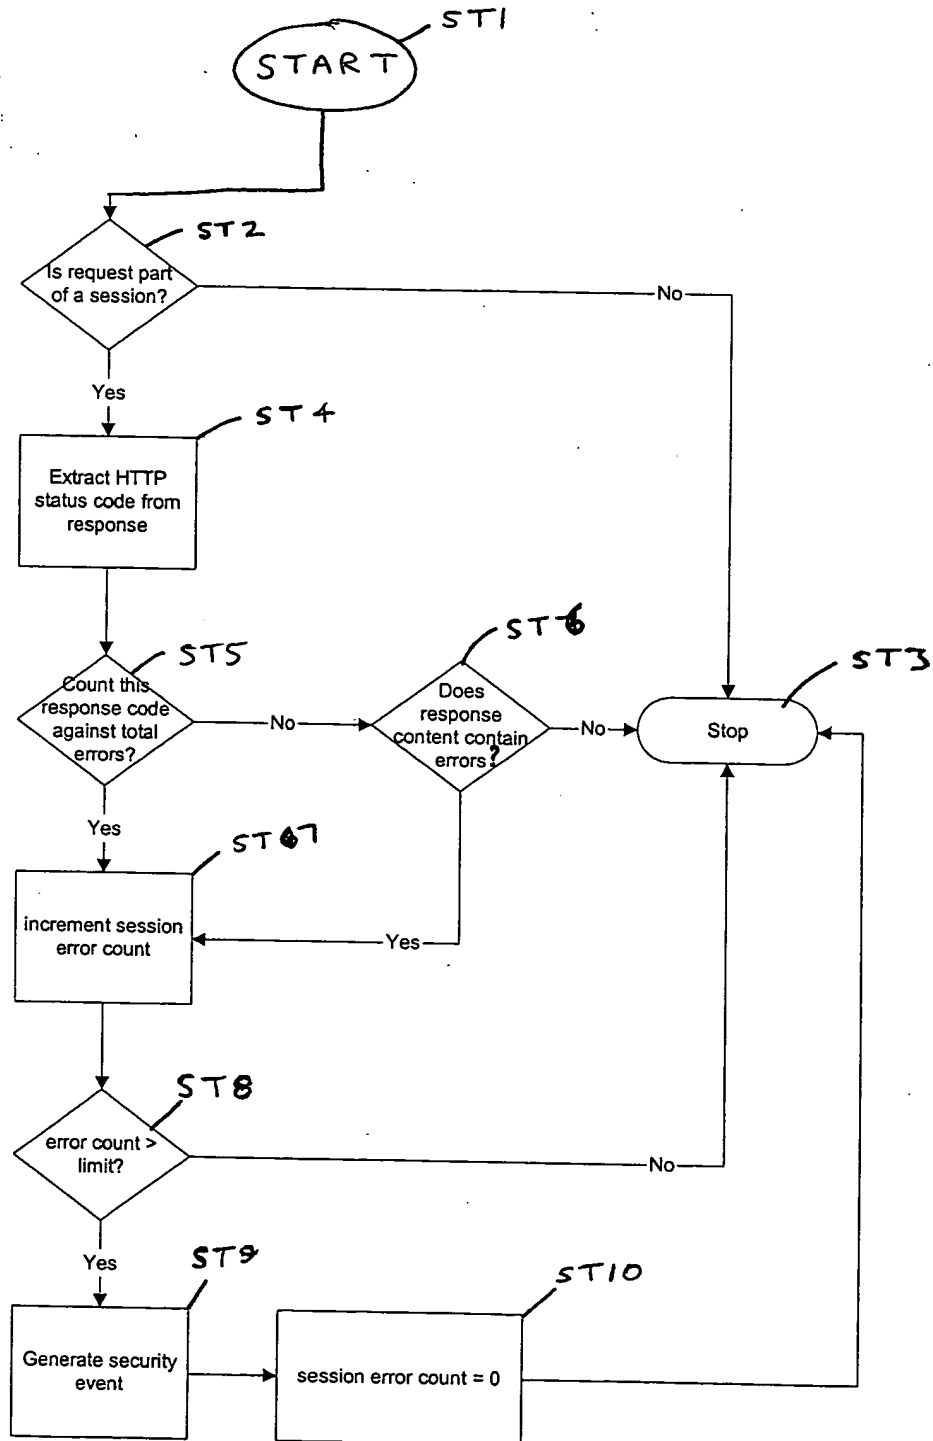 ST1
START
ST2
Is request part
of a session?
No
Yes
ST4
Extract HTTP
status code from
response
ST5
Count this
response code
against total
errors?
No
ST6
Does
response
content contain
errors?
No
ST3
Stop
Yes
ST7
increment session
error count
Yes
ST8
error count >
limit?
No
Yes
ST9
Generate security
event
ST10
session error count = 0